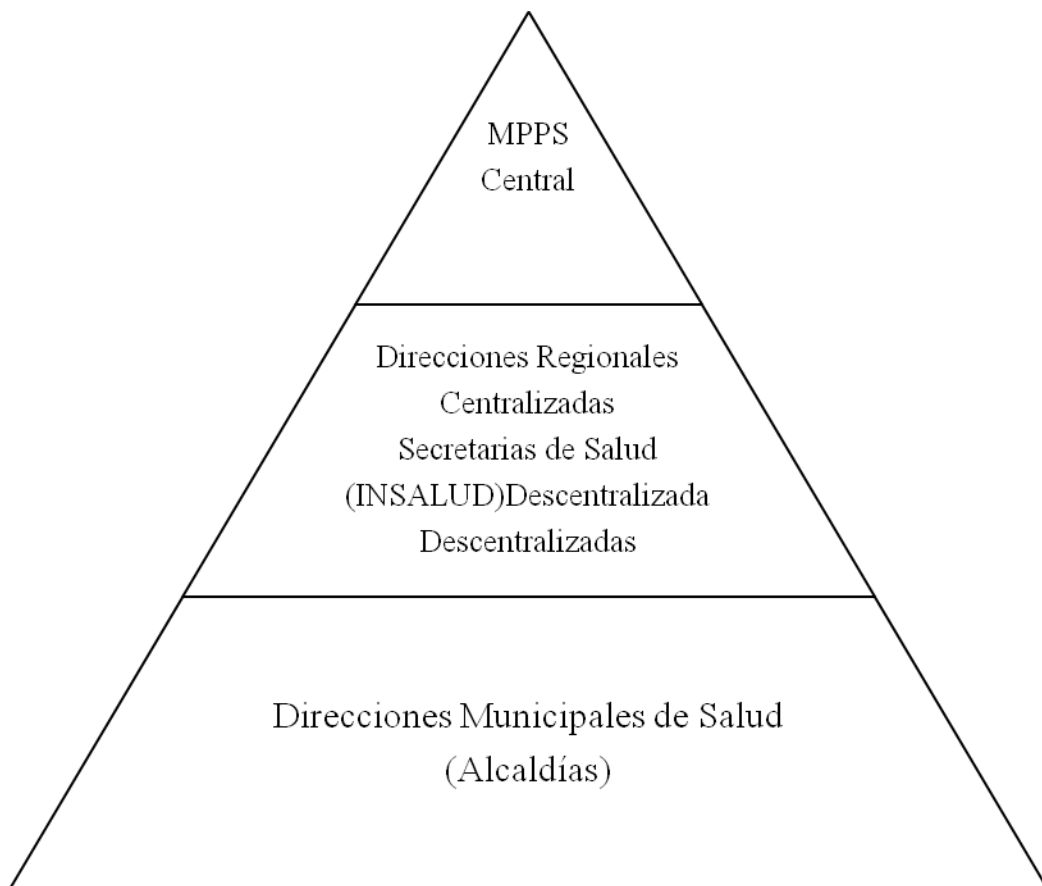 MPPS
Central
Direcciones Regionales
Centralizadas
Secretarias de Salud
(INSALUD)Descentralizada
Descentralizadas
Direcciones Municipales de Salud
(Alcaldías)